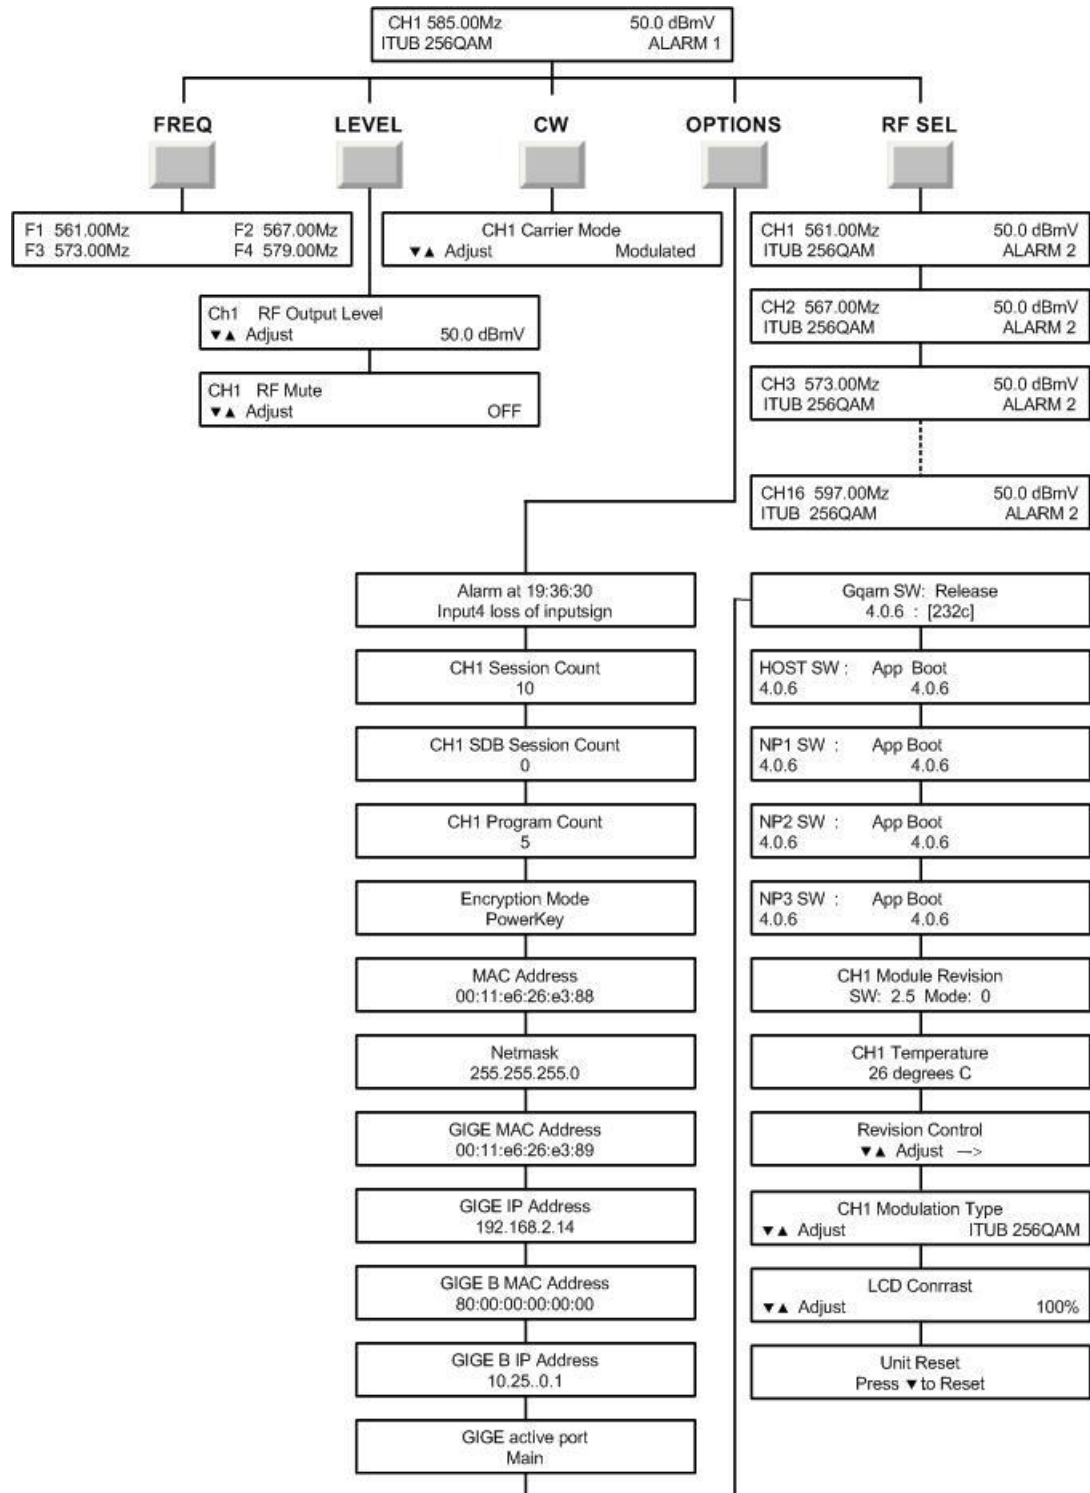 CH1 585.00Mz 50.0 dBmV
ITUB 256QAM ALARM 1
FREQ LEVEL CW OPTIONS RF SEL
F1 561.00Mz F2 567.00Mz
F3 573.00Mz F4 579.00Mz
Ch1 RF Output Level
▼▲ Adjust 50.0 dBmV
CH1 RF Mute
▼▲ Adjust OFF
CH1 Carrier Mode
▼▲ Adjust Modulated
CH1 561.00Mz 50.0 dBmV
ITUB 256QAM ALARM 2
CH2 567.00Mz 50.0 dBmV
ITUB 256QAM ALARM 2
CH3 573.00Mz 50.0 dBmV
ITUB 256QAM ALARM 2
CH16 597.00Mz 50.0 dBmV
ITUB 256QAM ALARM 2
Alarm at 19:36:30
Input4 loss of inputsign
CH1 Session Count
10
CH1 SDB Session Count
0
CH1 Program Count
5
Encryption Mode
PowerKey
MAC Address
00:11:e6:26:e3:88
Netmask
255.255.255.0
GIGE MAC Address
00:11:e6:26:e3:89
GIGE IP Address
192.168.2.14
GIGE B MAC Address
80:00:00:00:00:00
GIGE B IP Address
10.25..0.1
GIGE active port
Main
Gqam SW: Release
4.0.6 : [232c]
HOST SW : App Boot
4.0.6 4.0.6
NP1 SW : App Boot
4.0.6 4.0.6
NP2 SW : App Boot
4.0.6 4.0.6
NP3 SW : App Boot
4.0.6 4.0.6
CH1 Module Revision
SW: 2.5 Mode: 0
CH1 Temperature
26 degrees C
Revision Control
▼▲ Adjust —>
CH1 Modulation Type
▼▲ Adjust ITUB 256QAM
LCD Conrrast
▼▲ Adjust 100%
Unit Reset
Press ▼ to Reset